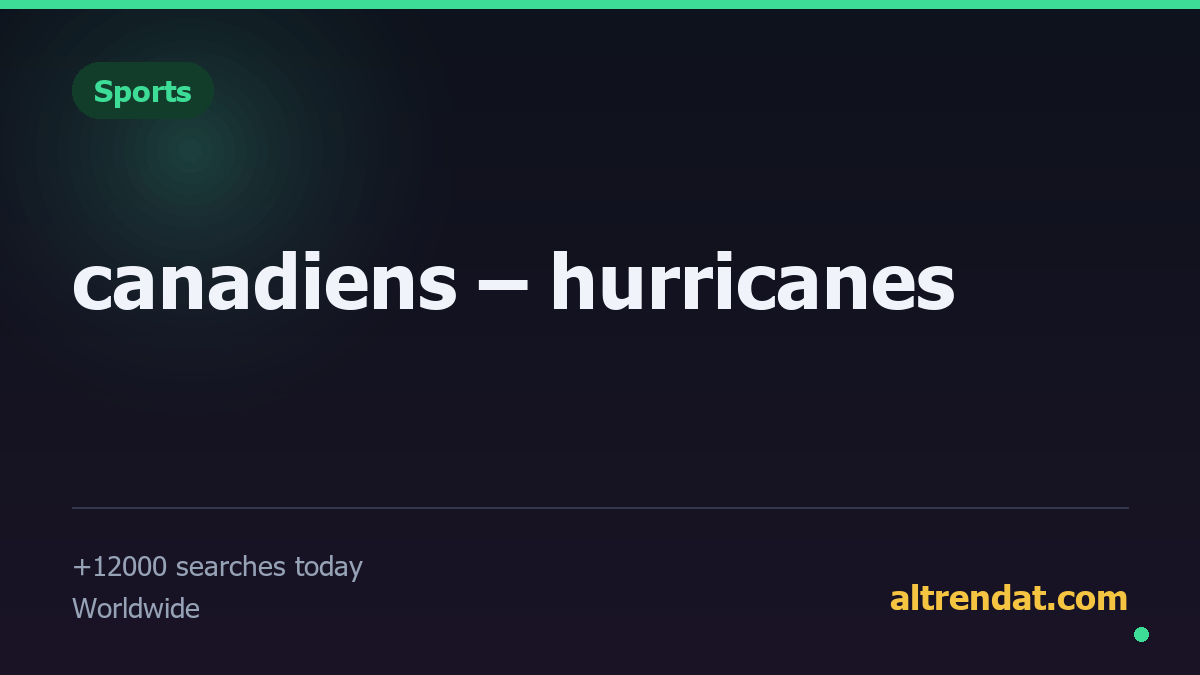 Sports
canadiens – hurricanes
+12000 searches today
Worldwide
altrendat.com